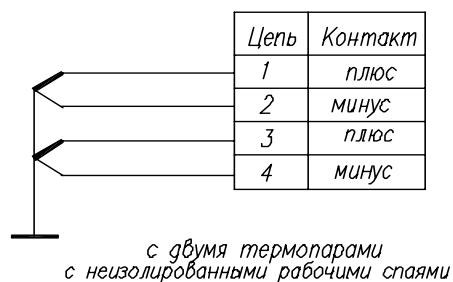 Цепь Контакт
1 плюс
2 минус
3 плюс
4 минус
с двумя термопарами
с неизолированными рабочими спаями